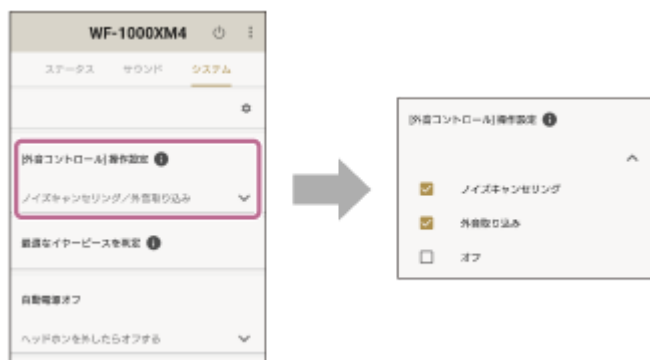 WF-1000XM4
ステータス サウンド システム
[外音コントロール]操作設定
ノイズキャンセリング/外音取り込み
最適なイヤーピースを判定
自動電源オフ
ヘッドホンを外したらオフする
[外音コントロール]操作設定
ノイズキャンセリング
外音取り込み
オフ